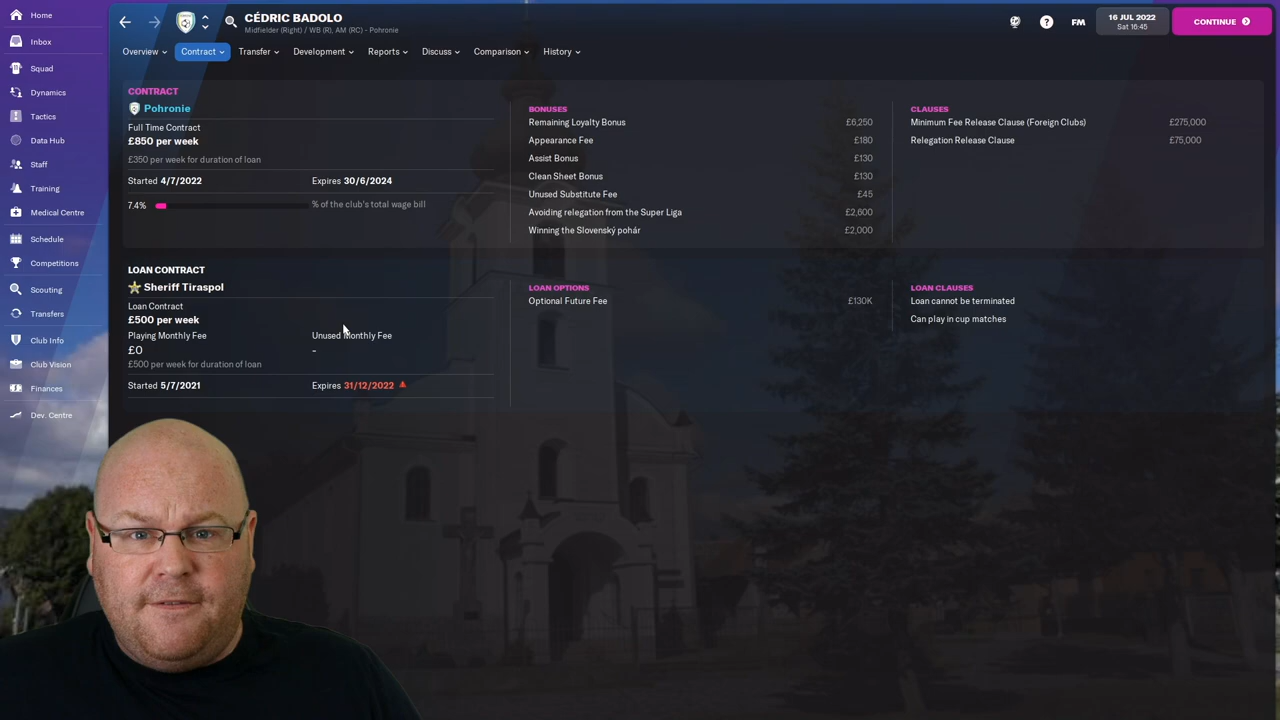 Home
Inbox
Squad
Dynamics
Tactics
Data Hub
Staff
Training
Medical Centre
Schedule
Competitions
Scouting
Transfers
Club Info
Club Vision
Finances
Dev. Centre
CÉDRIC BADOLO
Midfielder (Right) / WB (R), AM (RC) - Pohronie
FM
16 JUL 2022
Sat 16:45
CONTINUE
Overview
Contract
Transfer
Development
Reports
Discuss
Comparison
History
CONTRACT
Pohronie
Full Time Contract
£850 per week
£350 per week for duration of loan
Started 4/7/2022
Expires 30/6/2024
7.4%
% of the club's total wage bill
BONUSES
Remaining Loyalty Bonus £6,250
Appearance Fee £180
Assist Bonus £130
Clean Sheet Bonus £130
Unused Substitute Fee £45
Avoiding relegation from the Super Liga £2,600
Winning the Slovenský pohár £2,000
CLAUSES
Minimum Fee Release Clause (Foreign Clubs) £275,000
Relegation Release Clause £75,000
LOAN CONTRACT
Sheriff Tiraspol
Loan Contract
£500 per week
Playing Monthly Fee
£0
Unused Monthly Fee
-
£500 per week for duration of loan
Started 5/7/2021
Expires 31/12/2022
LOAN OPTIONS
Optional Future Fee £130K
LOAN CLAUSES
Loan cannot be terminated
Can play in cup matches